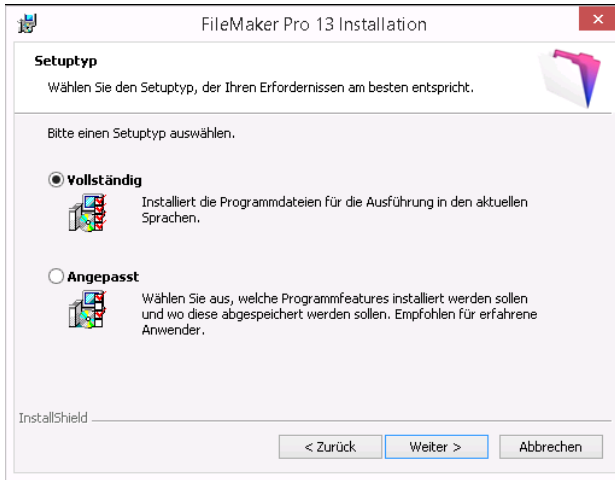 FileMaker Pro 13 Installation
Setuptyp
Wählen Sie den Setuptyp, der Ihren Erfordernissen am besten entspricht.
Bitte einen Setuptyp auswählen.
Vollständig
Installiert die Programmdateien für die Ausführung in den aktuellen
Sprachen.
Angepasst
Wählen Sie aus, welche Programmfeatures installiert werden sollen
und wo diese abgespeichert werden sollen. Empfohlen für erfahrene
Anwender.
InstallShield
< Zurück Weiter > Abbrechen